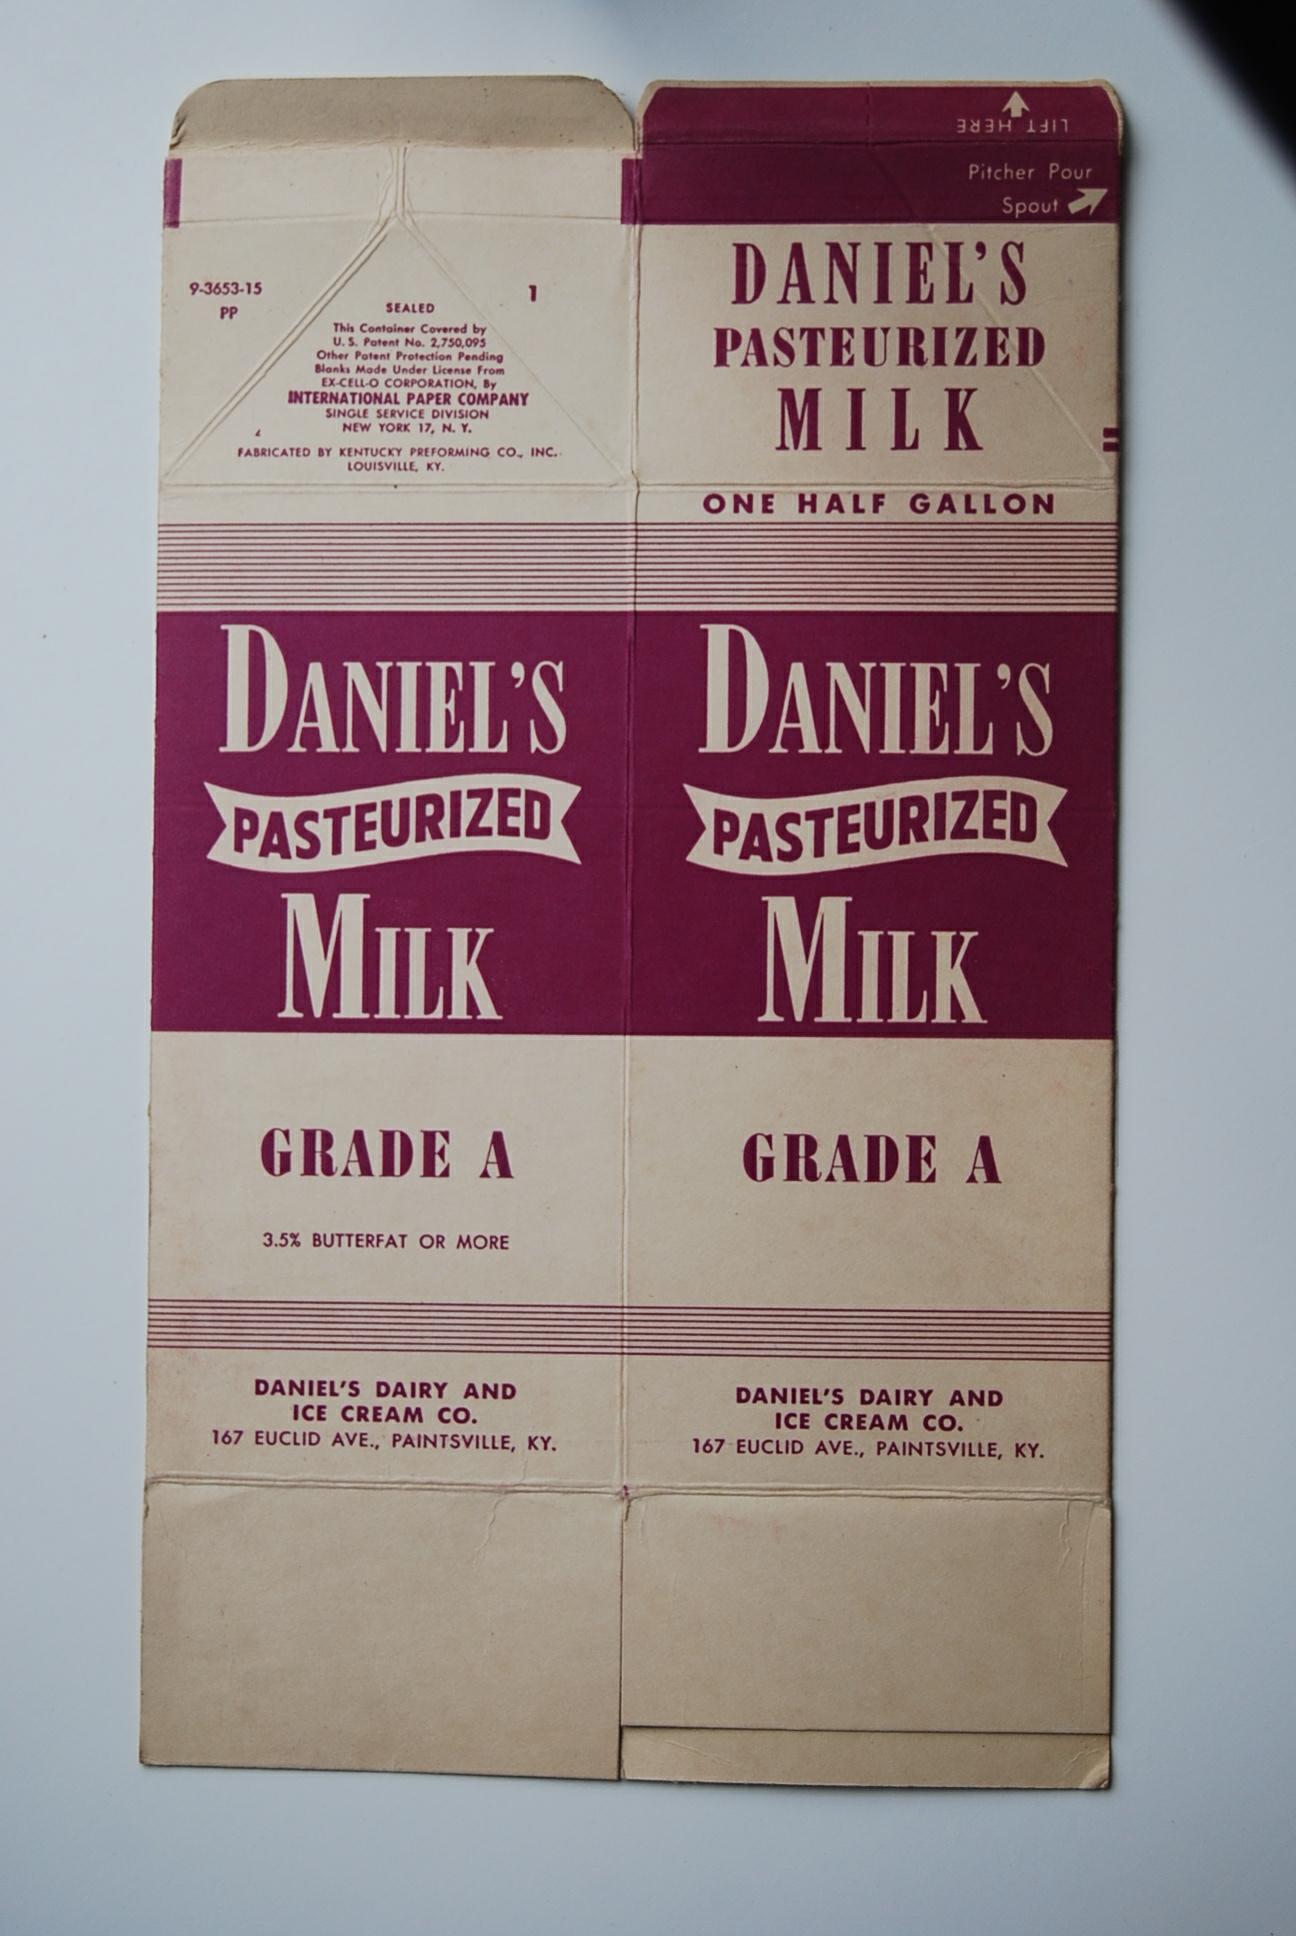 9-3653-15
PP
1
SEALED
This Container Covered by
U. S. Patent No. 2,750,095
Other Patent Protection Pending
Blanks Made Under License From
EX-CELL-O CORPORATION, By
INTERNATIONAL PAPER COMPANY
SINGLE SERVICE DIVISION
NEW YORK 17, N. Y.
FABRICATED BY KENTUCKY PREFORMING CO., INC.
LOUISVILLE, KY.
DANIEL'S
PASTEURIZED
MILK
GRADE A
3.5% BUTTERFAT OR MORE
DANIEL'S DAIRY AND
ICE CREAM CO.
167 EUCLID AVE., PAINTSVILLE, KY.
LIFT HERE
Pitcher Pour
Spout
DANIEL'S
PASTEURIZED
MILK
ONE HALF GALLON
DANIEL'S
PASTEURIZED
MILK
GRADE A
DANIEL'S DAIRY AND
ICE CREAM CO.
167 EUCLID AVE., PAINTSVILLE, KY.